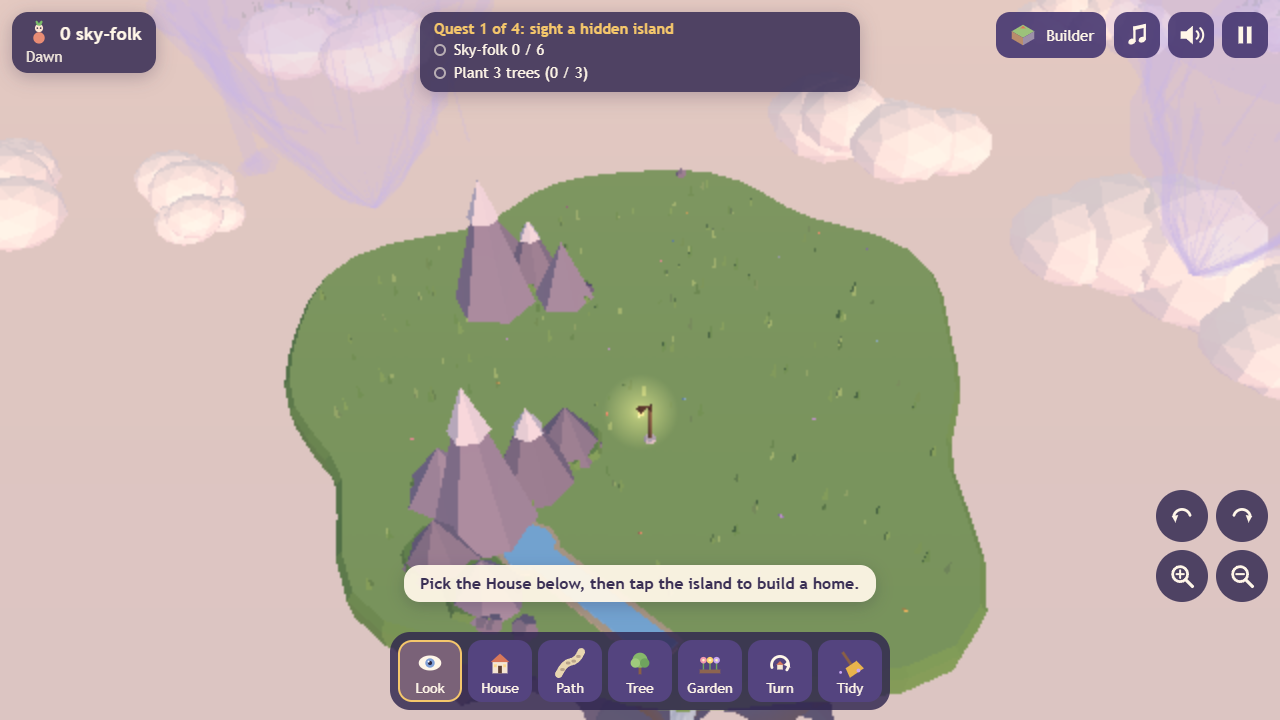 0 sky-folk
Dawn
Quest 1 of 4: sight a hidden island
Sky-folk 0 / 6
Plant 3 trees (0 / 3)
Builder
Pick the House below, then tap the island to build a home.
Look
House
Path
Tree
Garden
Turn
Tidy